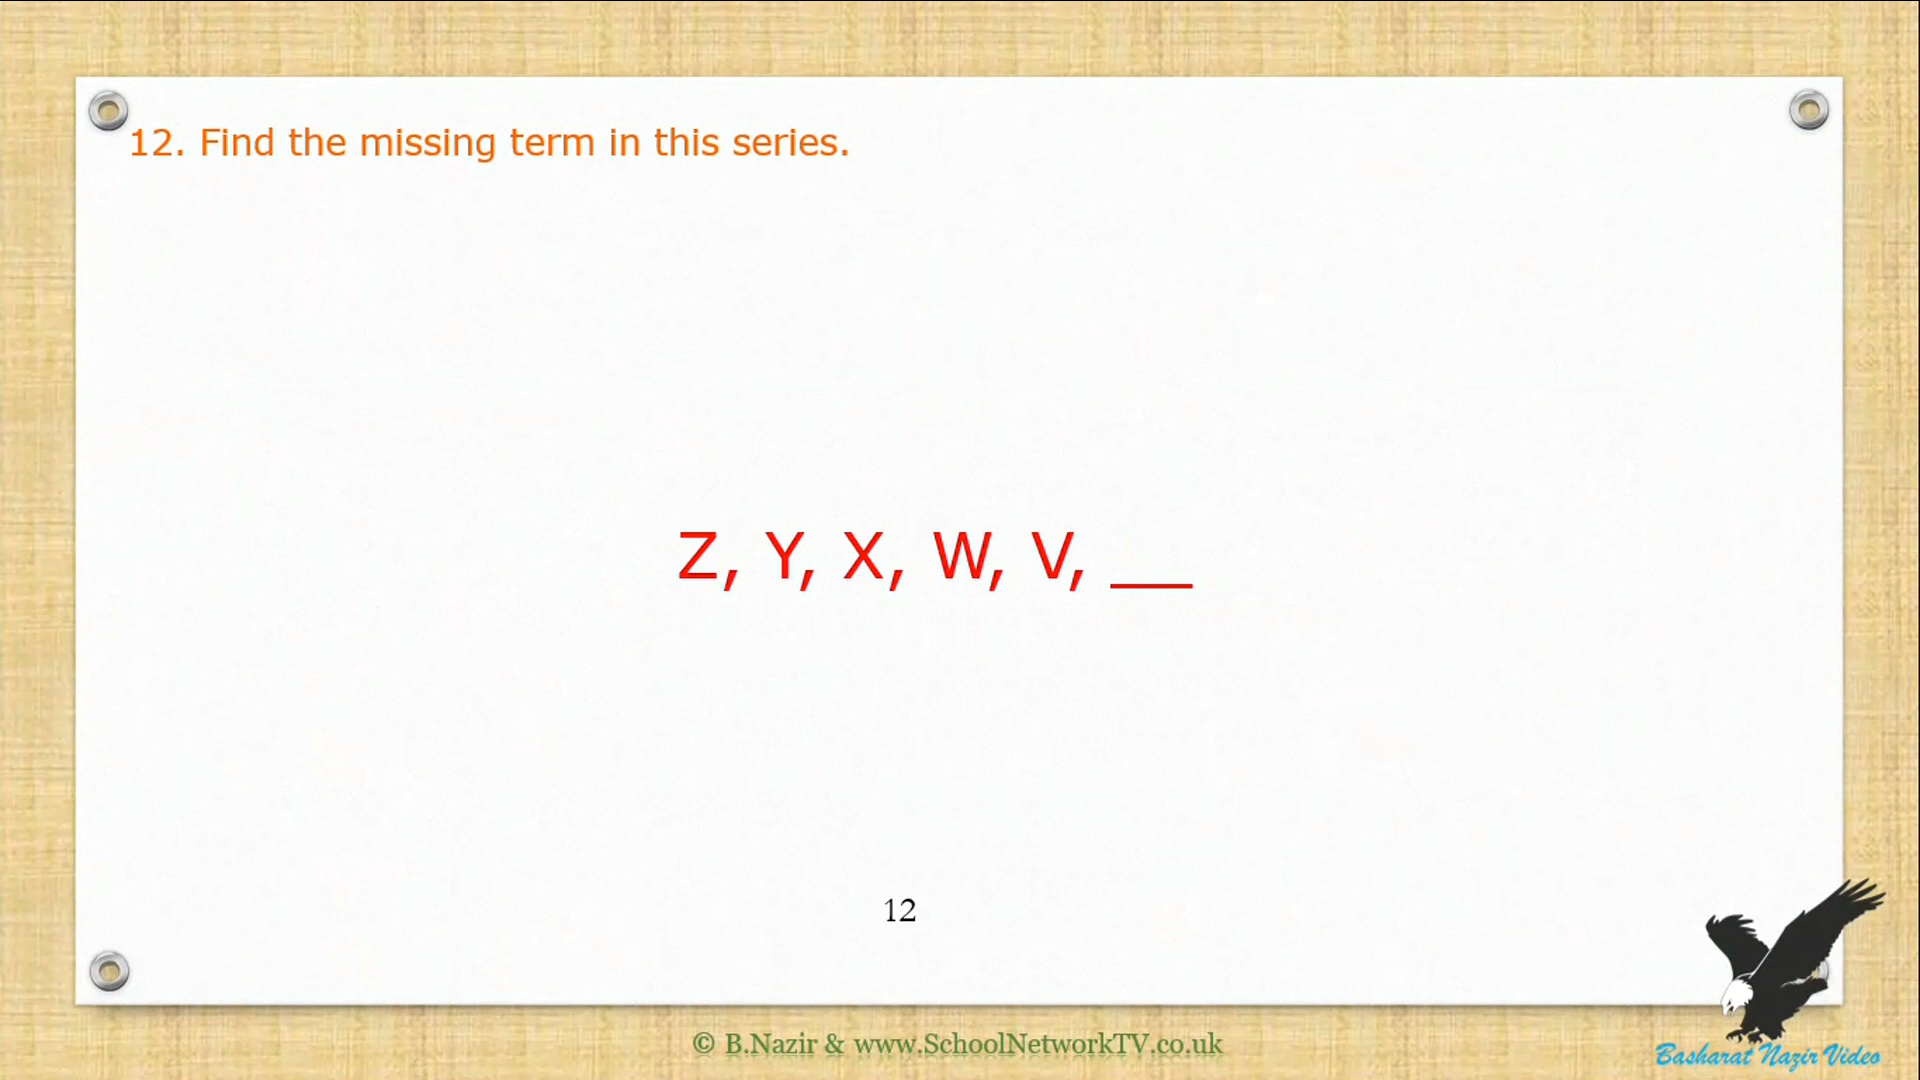 12. Find the missing term in this series.
Z, Y, X, W, V, __
12
© B.Nazir & www.SchoolNetworkTV.co.uk
Basharat Nazir Video